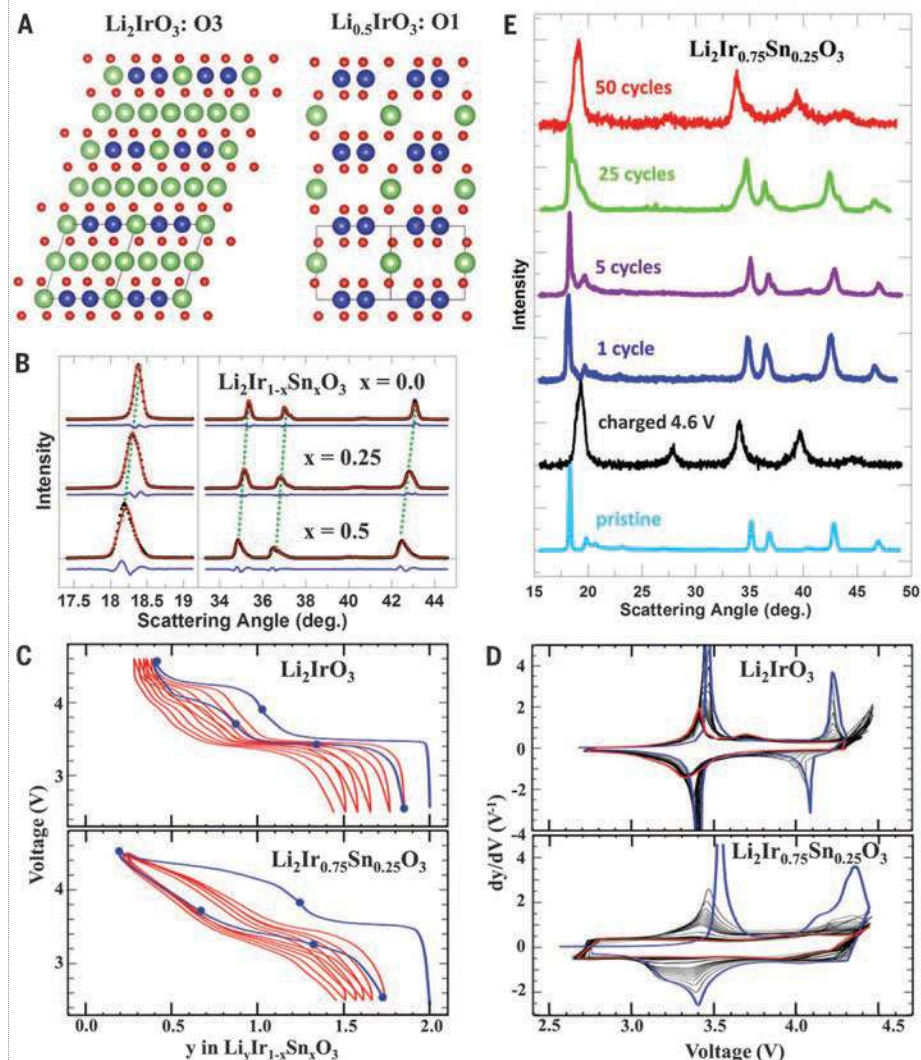 A
Li2IrO3: O3
Li0.5IrO3: O1
B
Li2Ir1-xSnxO3 x = 0.0
x = 0.25
x = 0.5
Intensity
17.5 18 18.5 19 34 36 38 40 42 44
Scattering Angle (deg.) Scattering Angle (deg.)
E
Li2Ir0.75Sn0.25O3
50 cycles
25 cycles
5 cycles
1 cycle
charged 4.6 V
pristine
Intensity
15 20 25 30 35 40 45 50
Scattering Angle (deg.)
C
Li2IrO3
4
3
Li2Ir0.75Sn0.25O3
4
3
Voltage (V)
0.0 0.5 1.0 1.5 2.0
y in LiyIr1-xSnxO3
D
Li2IrO3
4
2
0
-2
-4
Li2Ir0.75Sn0.25O3
4
2
0
-2
dy/dV (V-1)
2.5 3.0 3.5 4.0 4.5
Voltage (V)